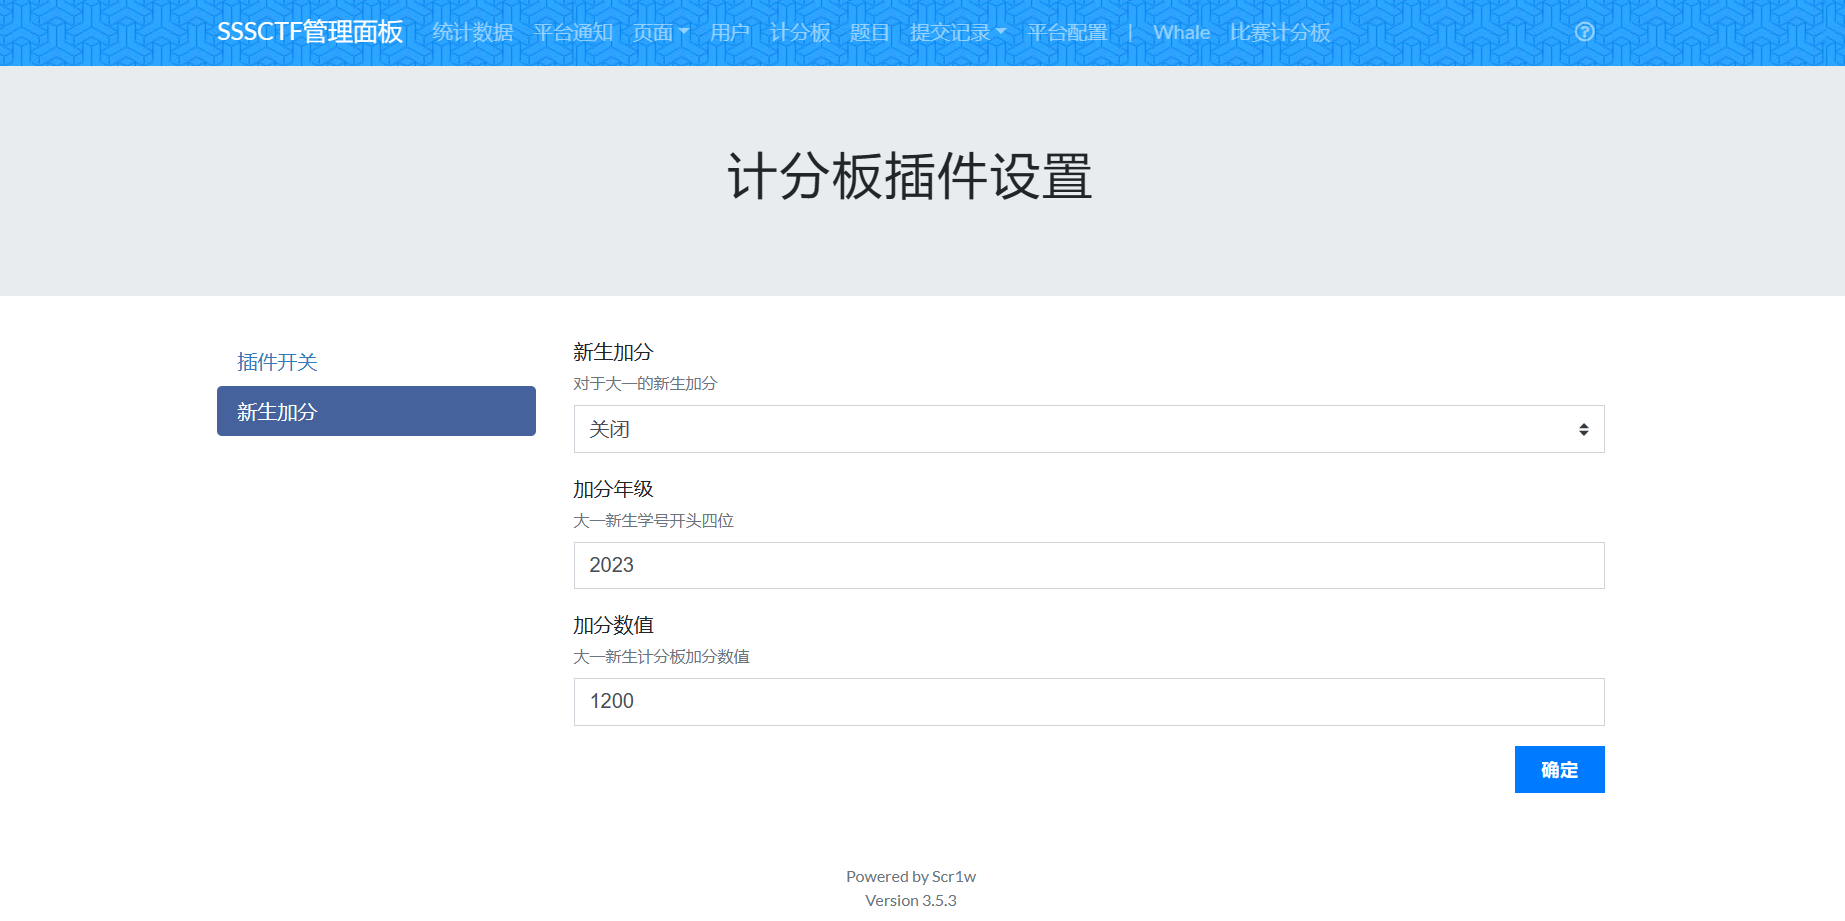 SSSCTF管理面板 统计数据 平台通知 页面 用户 计分板 题目 提交记录 平台配置 | Whale 比赛计分板
计分板插件设置
插件开关
新生加分
新生加分
对于大一的新生加分
关闭
加分年级
大一新生学号开头四位
2023
加分数值
大一新生计分板加分数值
1200
确定
Powered by Scr1w
Version 3.5.3